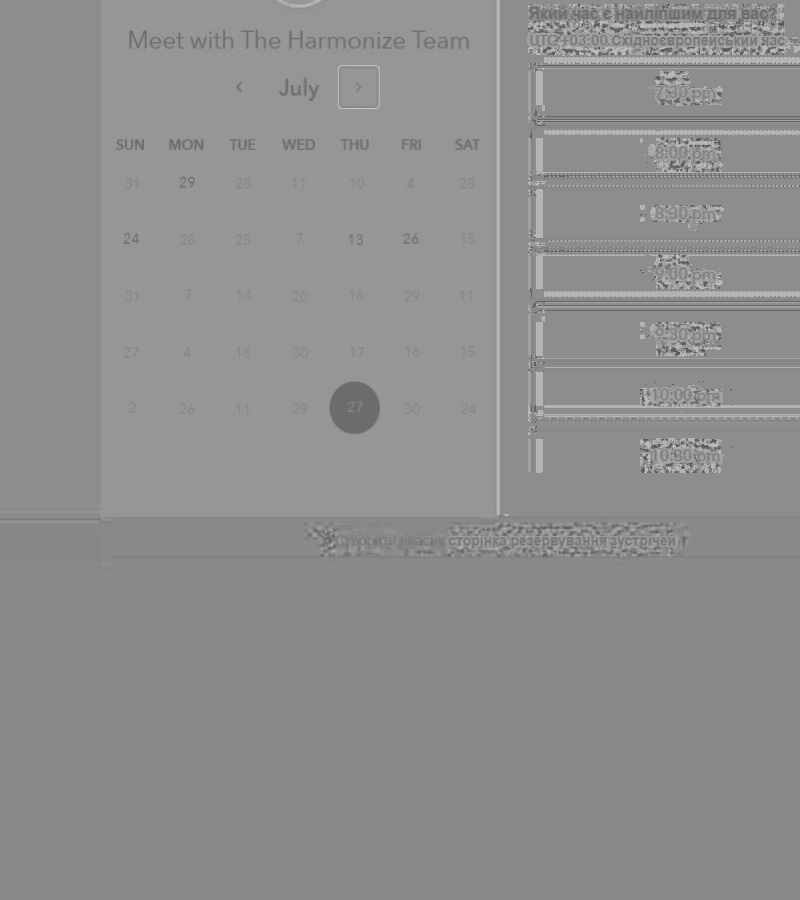 Meet with The Harmonize Team
‹ July ›
SUN MON TUE WED THU FRI SAT
31 29 28 11 10 4 28
24 28 25 7 13 26 15
31 7 14 20 16 29 11
27 4 18 30 17 16 15
2 26 11 29 27 30 24
Який час є найліпшим для вас?
UTC+03:00 Східноєвропейський час
7:30 pm
8:00 pm
8:30 pm
9:00 pm
9:30 pm
10:00 pm
10:30 pm
Створити сторінка резервування зустрічей